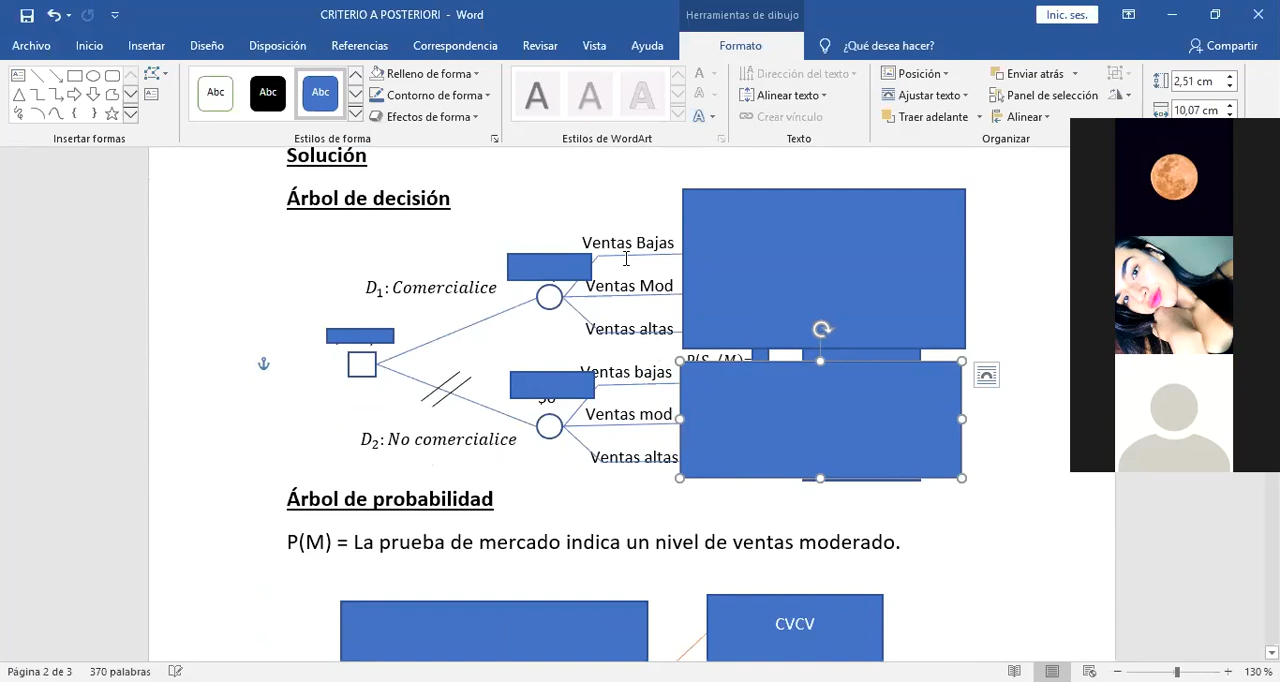 CRITERIO A POSTERIORI - Word
Herramientas de dibujo
Inic. ses.
Archivo Inicio Insertar Diseño Disposición Referencias Correspondencia Revisar Vista Ayuda Formato ¿Qué desea hacer? Compartir
Abc Abc Abc
Relleno de forma
Contorno de forma
Efectos de forma
A A A
Dirección del texto
Alinear texto
Crear vínculo
Posición
Ajustar texto
Traer adelante
Enviar atrás
Panel de selección
Alinear
2,51 cm
10,07 cm
Insertar formas Estilos de forma Estilos de WordArt Texto Organizar
Solución
Árbol de decisión
Ventas Bajas
D₁: Comercialice
Ventas Mod
Ventas altas
Ventas bajas
Ventas mod
D₂: No comercialice
Ventas altas
Árbol de probabilidad
P(M) = La prueba de mercado indica un nivel de ventas moderado.
CVCV
Página 2 de 3 370 palabras 130 %